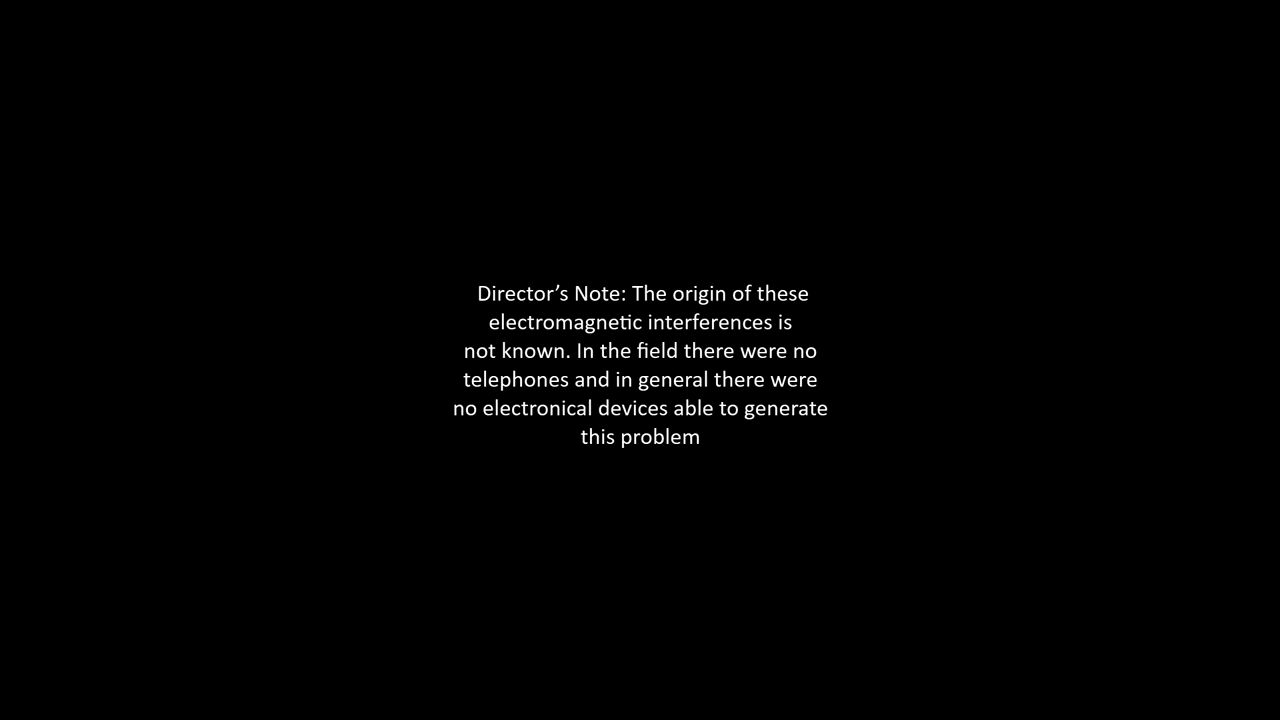 Director’s Note: The origin of these
electromagnetic interferences is
not known. In the field there were no
telephones and in general there were
no electronical devices able to generate
this problem